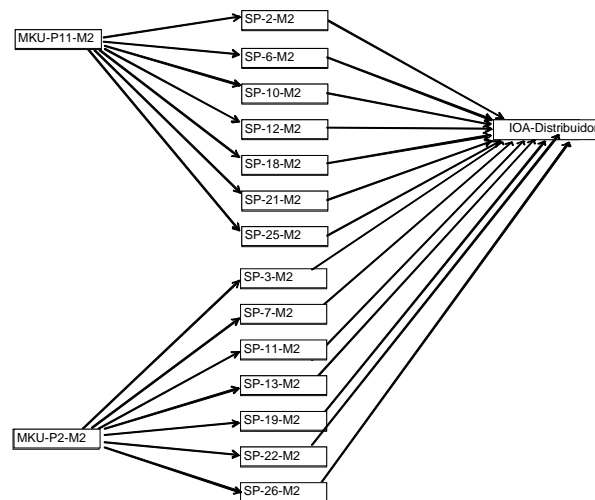 SP-2-M2
MKU-P11-M2
SP-6-M2
SP-10-M2
SP-12-M2
IOA-Distribuidor
SP-18-M2
SP-21-M2
SP-25-M2
SP-3-M2
SP-7-M2
SP-11-M2
SP-13-M2
SP-19-M2
MKU-P2-M2
SP-22-M2
SP-26-M2